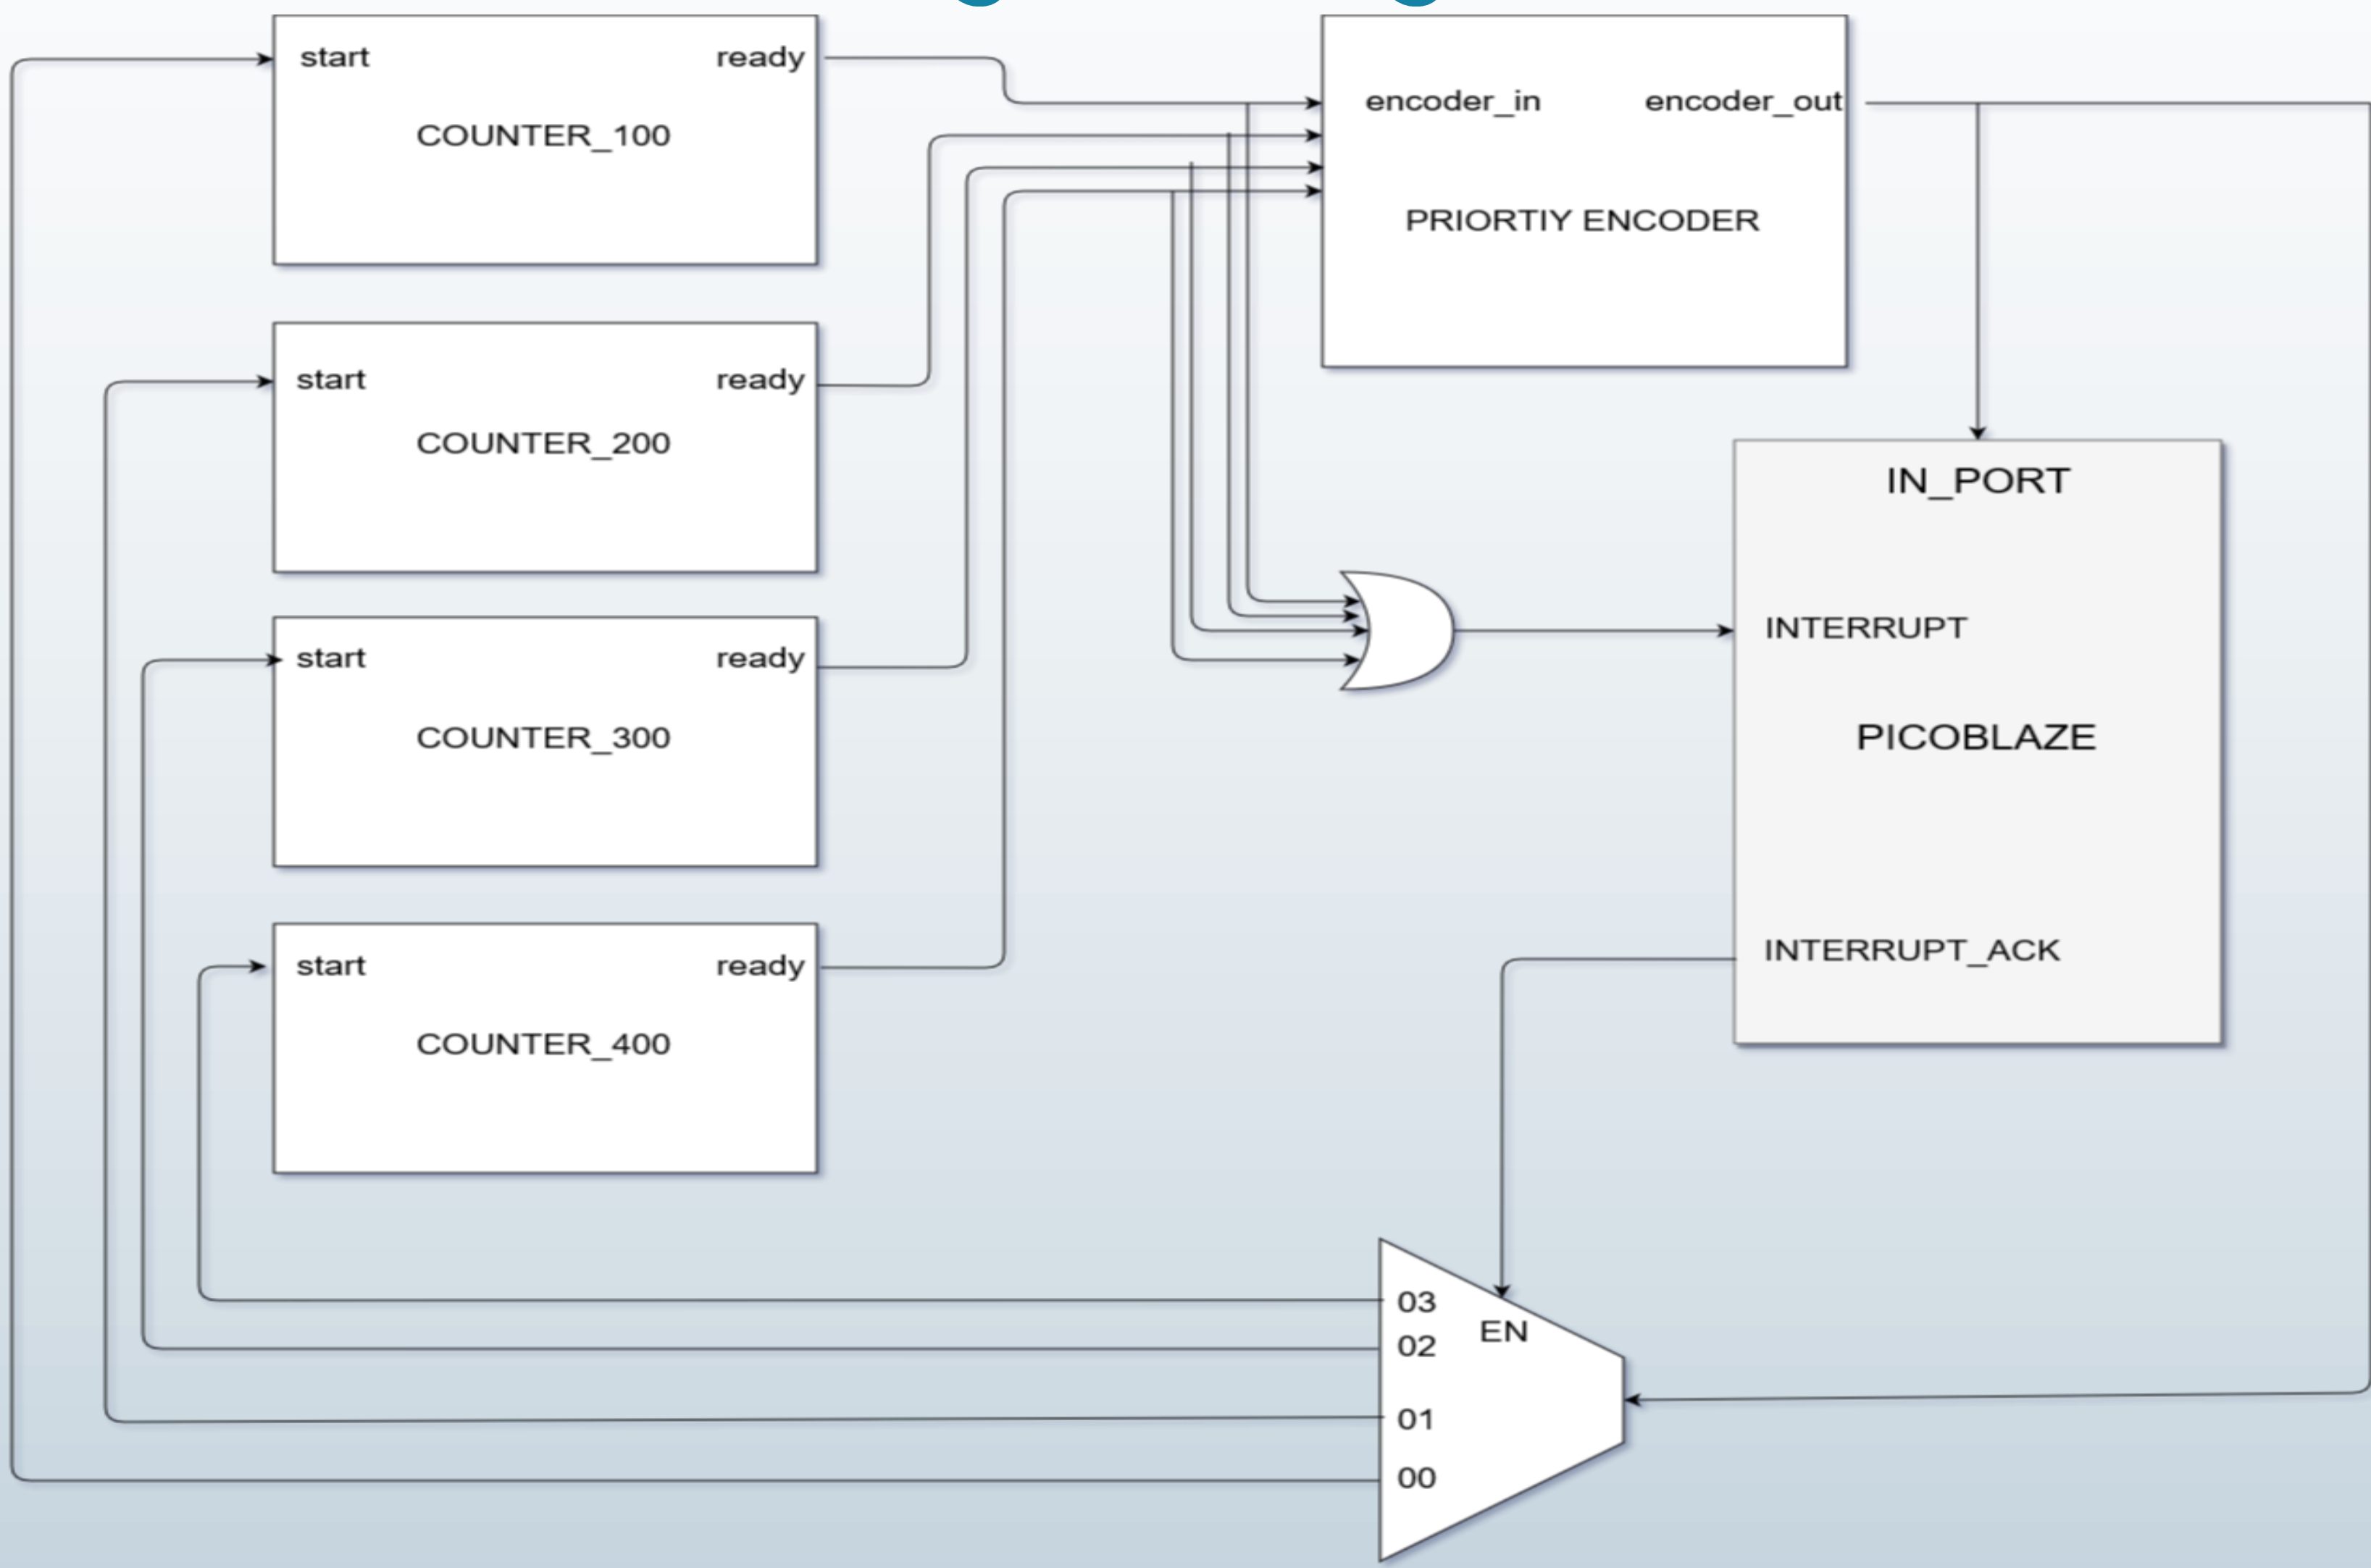 start ready
COUNTER_100
start ready
COUNTER_200
start ready
COUNTER_300
start ready
COUNTER_400
encoder_in encoder_out
PRIORTIY ENCODER
IN_PORT
INTERRUPT
PICOBLAZE
INTERRUPT_ACK
03
EN
02
01
00